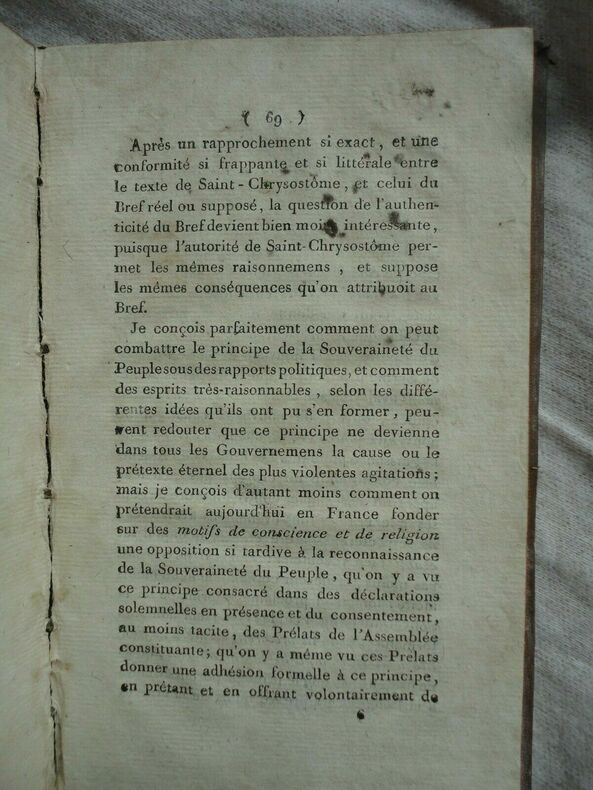 ( 69 )
Après un rapprochement si exact, et une
conformité si frappante et si littérale entre
le texte de Saint-Chrysostôme, et celui du
Bref réel ou supposé, la question de l'authen-
ticité du Bref devient bien moins intéressante,
puisque l'autorité de Saint-Chrysostôme per-
met les mêmes raisonnemens, et suppose
les mêmes conséquences qu'on attribuoit au
Bref.
Je conçois parfaitement comment on peut
combattre le principe de la Souveraineté du
Peuple sous des rapports politiques, et comment
des esprits très-raisonnables, selon les diffé-
rentes idées qu'ils ont pu s'en former, peu-
vent redouter que ce principe ne devienne
dans tous les Gouvernemens la cause ou le
prétexte éternel des plus violentes agitations;
mais je conçois d'autant moins comment on
prétendrait aujourd'hui en France fonder
sur des motifs de conscience et de religion
une opposition si tardive à la reconnaissance
de la Souveraineté du Peuple, qu'on y a vu
ce principe consacré dans des déclarations
solemnelles en présence et du consentement,
au moins tacite, des Prélats de l'Assemblée
constituante; qu'on y a même vu ces Prélats
donner une adhésion formelle à ce principe,
en prêtant et en offrant volontairement de
6